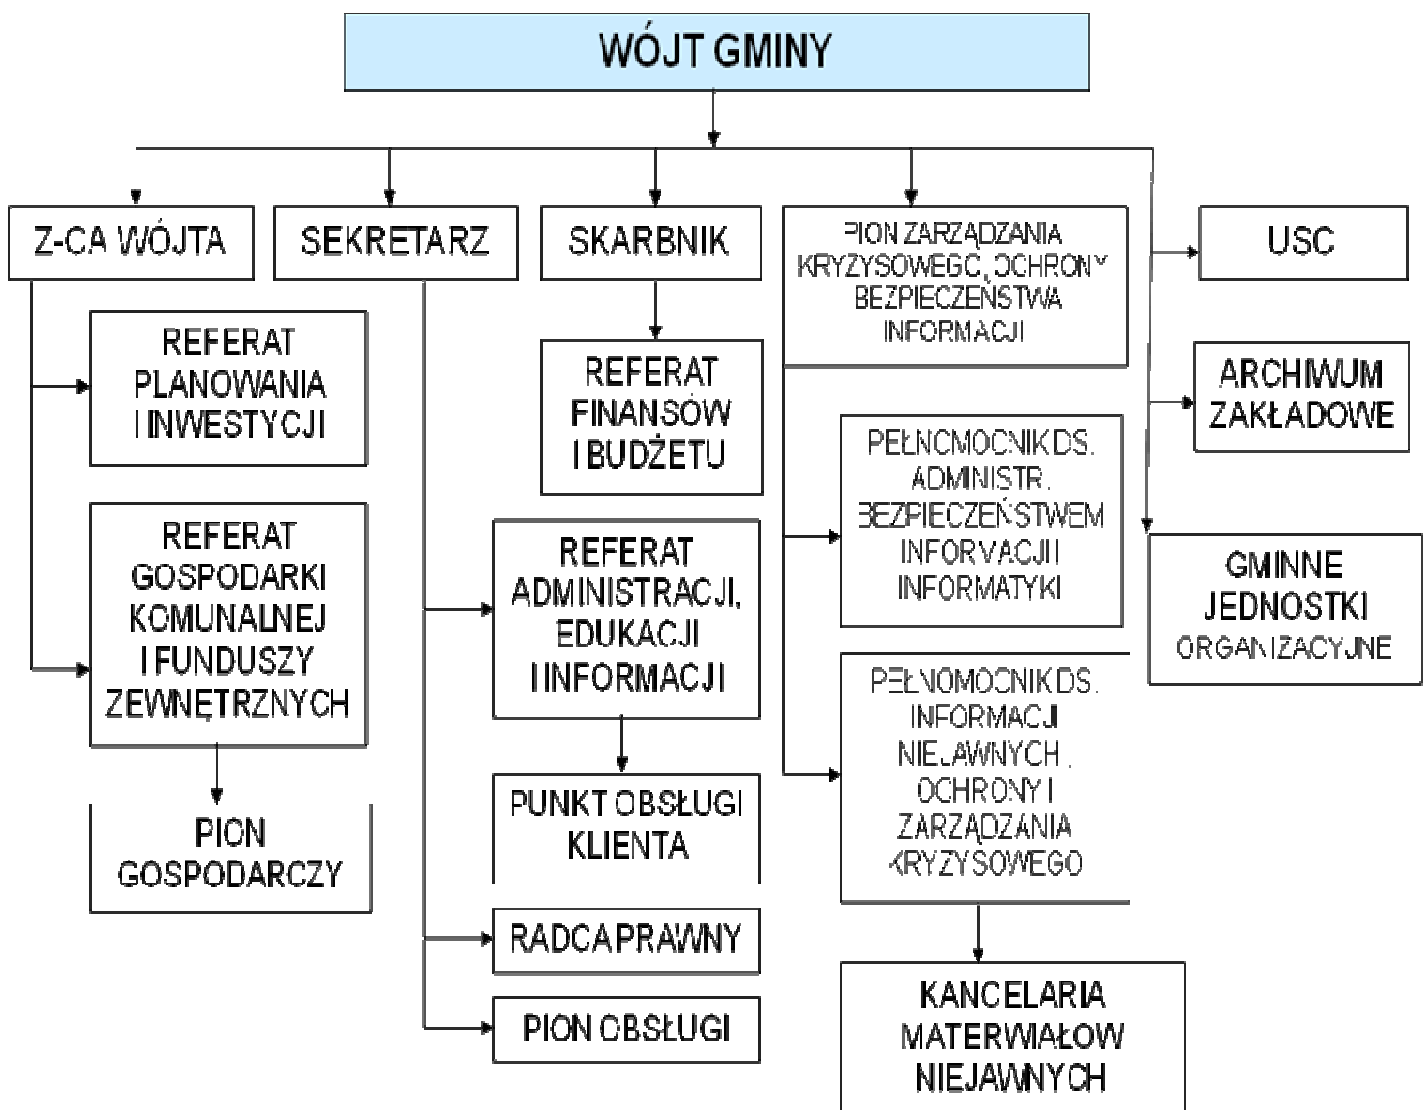 WÓJT GMINY
Z-CA WÓJTA
SEKRETARZ
SKARBNIK
PION ZARZĄDZANIA
KRYZYSOWEGO, OCHRONY
BEZPIECZEŃSTWA
INFORMACJI
USC
REFERAT
PLANOWANIA
I INWESTYCJI
REFERAT
FINANSÓW
I BUDŻETU
ARCHIWUM
ZAKŁADOWE
REFERAT
GOSPODARKI
KOMUNALNEJ
I FUNDUSZY
ZEWNĘTRZNYCH
REFERAT
ADMINISTRACJI,
EDUKACJI
I INFORMACJI
PEŁNOMOCNIK DS.
ADMINISTR.
BEZPIECZEŃSTWEM
INFORMACJI I
INFORMATYKI
GMINNE
JEDNOSTKI
ORGANIZACYJNE
PION
GOSPODARCZY
PUNKT OBSŁUGI
KLIENTA
PEŁNOMOCNIK DS.
INFORMACJI
NIEJAWNYCH ,
OCHRONY I
ZARZĄDZANIA
KRYZYSOWEGO
RADCA PRAWNY
PION OBSŁUGI
KANCELARIA
MATERWIAŁOW
NIEJAWNYCH